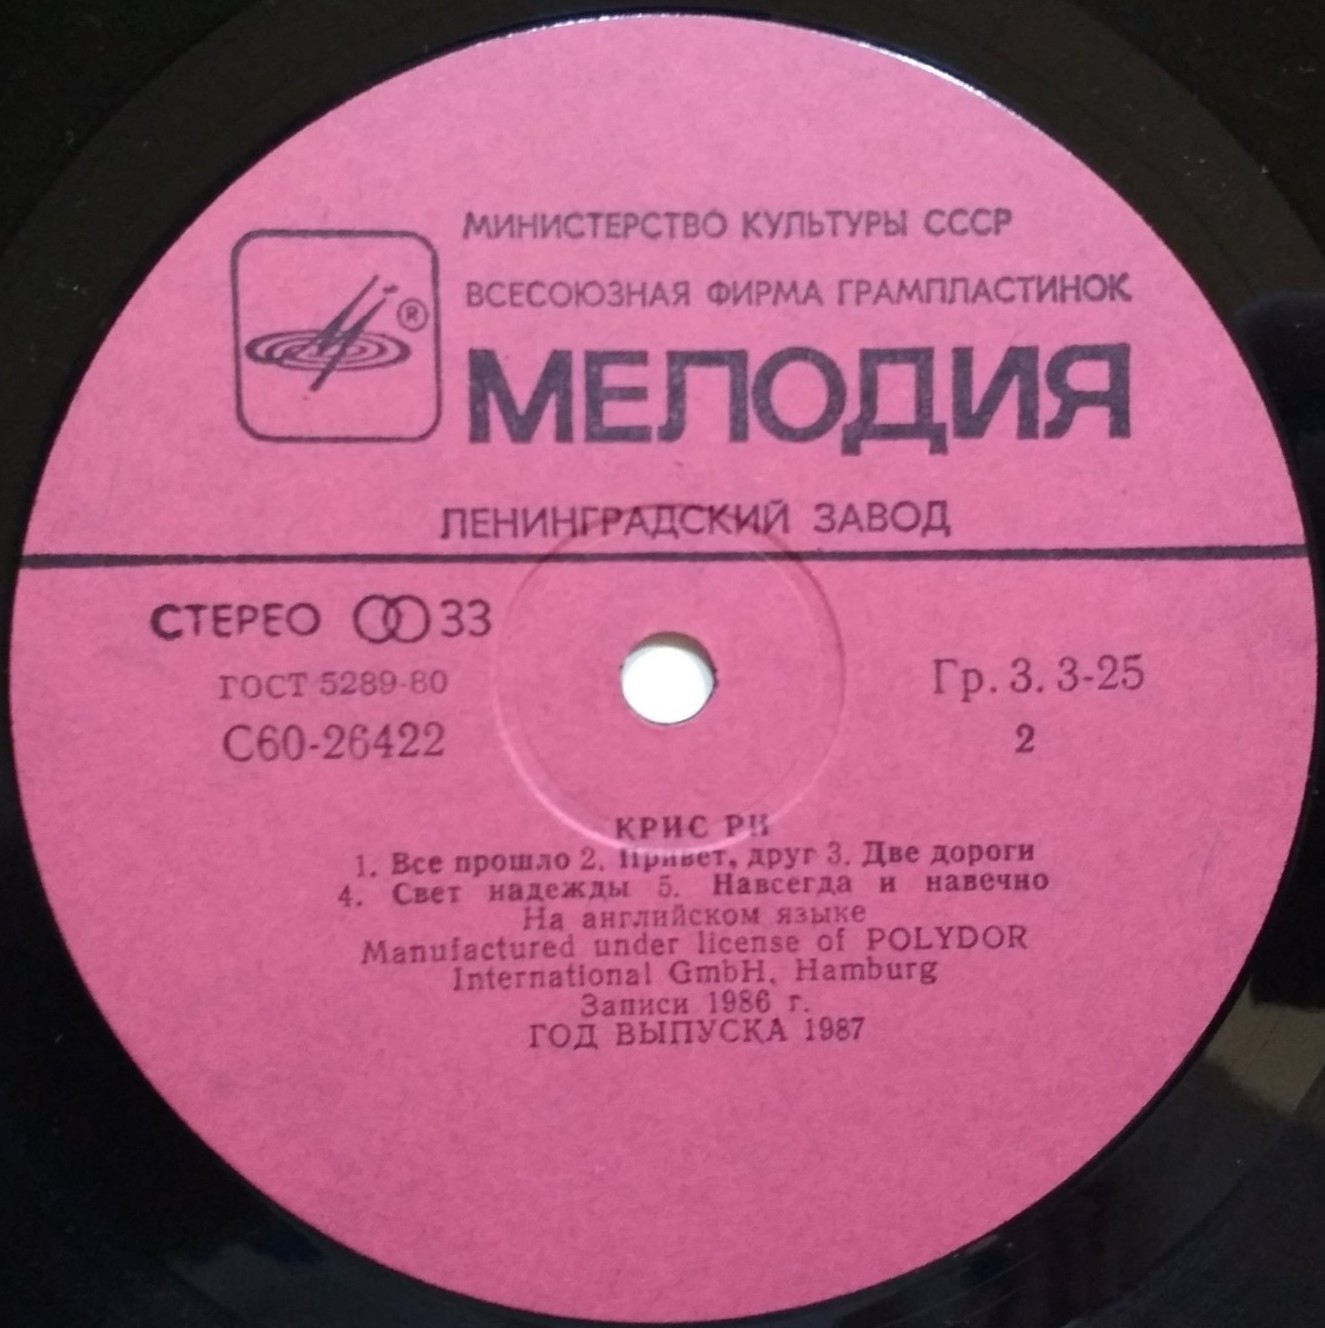 МИНИСТЕРСТВО КУЛЬТУРЫ СССР
ВСЕСОЮЗНАЯ ФИРМА ГРАМПЛАСТИНОК
®
МЕЛОДИЯ
ЛЕНИНГРАДСКИЙ ЗАВОД
СТЕРЕО 33
ГОСТ 5289-80
С60-26422
Гр. 3. 3-25
2
КРИС РИ
1. Все прошло 2. Привет, друг 3. Две дороги
4. Свет надежды 5. Навсегда и навечно
На английском языке
Manufactured under license of POLYDOR
International GmbH, Hamburg
Записи 1986 г.
ГОД ВЫПУСКА 1987